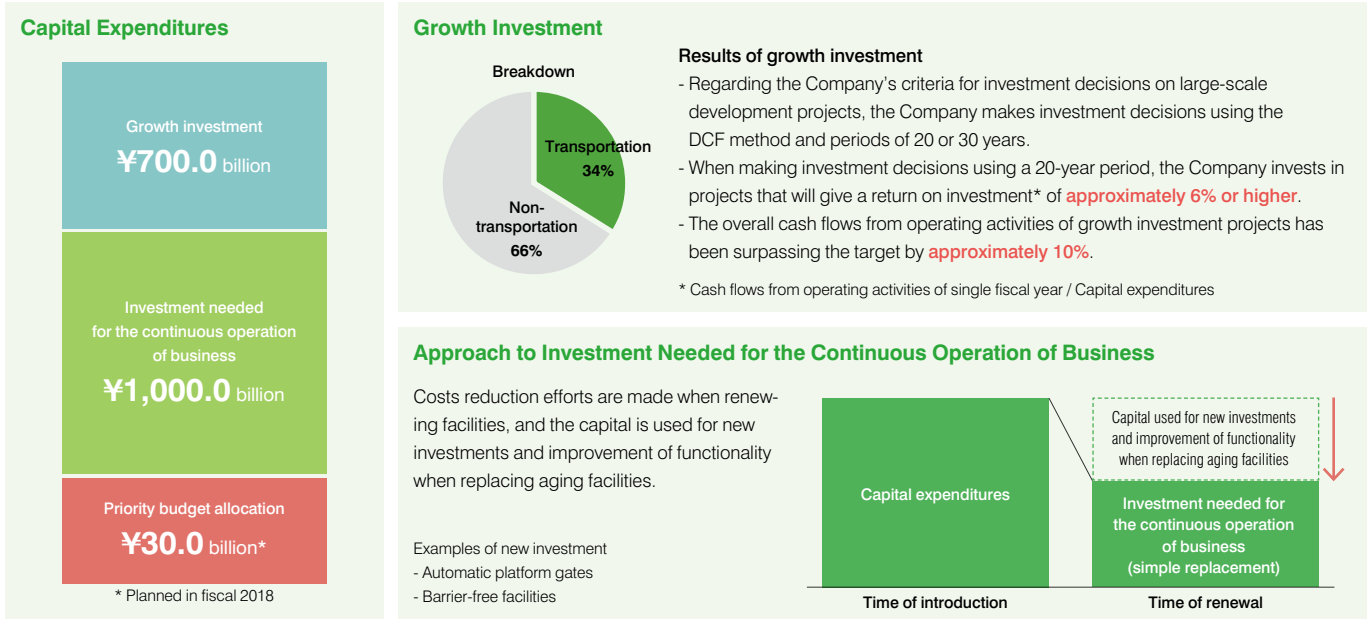 Capital Expenditures
Growth investment
¥700.0 billion
Investment needed
for the continuous operation
of business
¥1,000.0 billion
Priority budget allocation
¥30.0 billion*
* Planned in fiscal 2018
Growth Investment
Breakdown
Transportation
34%
Non-
transportation
66%
Results of growth investment
- Regarding the Company's criteria for investment decisions on large-scale
development projects, the Company makes investment decisions using the
DCF method and periods of 20 or 30 years.
- When making investment decisions using a 20-year period, the Company invests in
projects that will give a return on investment* of approximately 6% or higher.
- The overall cash flows from operating activities of growth investment projects has
been surpassing the target by approximately 10%.
* Cash flows from operating activities of single fiscal year / Capital expenditures
Approach to Investment Needed for the Continuous Operation of Business
Costs reduction efforts are made when renew-
ing facilities, and the capital is used for new
investments and improvement of functionality
when replacing aging facilities.
Examples of new investment
- Automatic platform gates
- Barrier-free facilities
Capital expenditures
Time of introduction
Capital used for new investments
and improvement of functionality
when replacing aging facilities
Investment needed for
the continuous operation
of business
(simple replacement)
Time of renewal